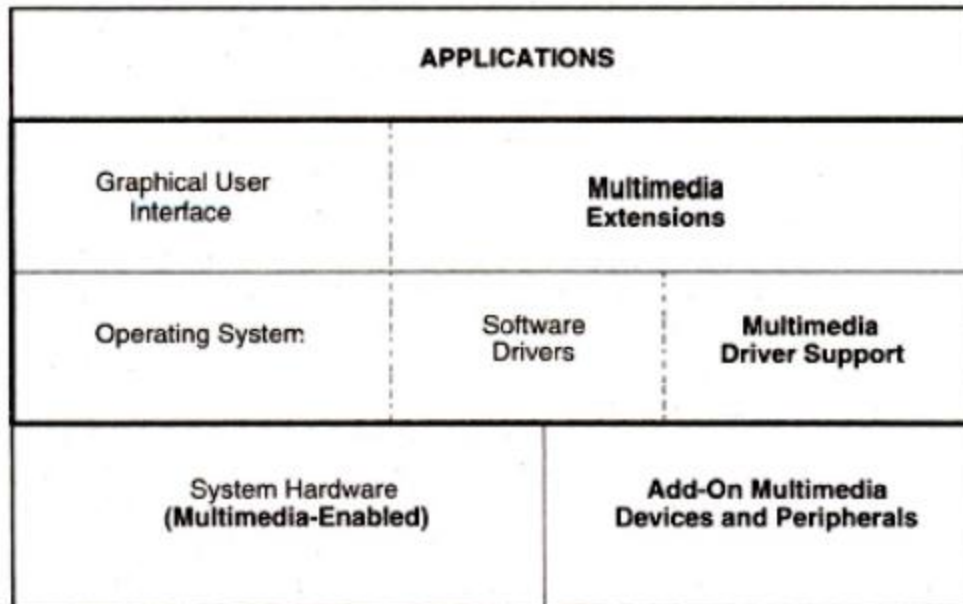 APPLICATIONS
Graphical User
Interface
Multimedia
Extensions
Operating System
Software
Drivers
Multimedia
Driver Support
System Hardware
(Multimedia-Enabled)
Add-On Multimedia
Devices and Peripherals